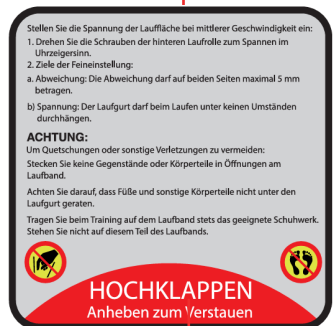 Stellen Sie die Spannung der Lauffläche bei mittlerer Geschwindigkeit ein:
1. Drehen Sie die Schrauben der hinteren Laufrolle zum Spannen im
Uhrzeigersinn.
2. Ziele der Feineinstellung:
a. Abweichung: Die Abweichung darf auf beiden Seiten maximal 5 mm
betragen.
b) Spannung: Der Laufgurt darf beim Laufen unter keinen Umständen
durchhängen.
ACHTUNG:
Um Quetschungen oder sonstige Verletzungen zu vermeiden:
Stecken Sie keine Gegenstände oder Körperteile in Öffnungen am
Laufband.
Achten Sie darauf, dass Füße und sonstige Körperteile nicht unter den
Laufgurt geraten.
Tragen Sie beim Training auf dem Laufband stets das geeignete Schuhwerk.
Stehen Sie nicht auf diesem Teil des Laufbands.
HOCHKLAPPEN
Anheben zum Verstauen